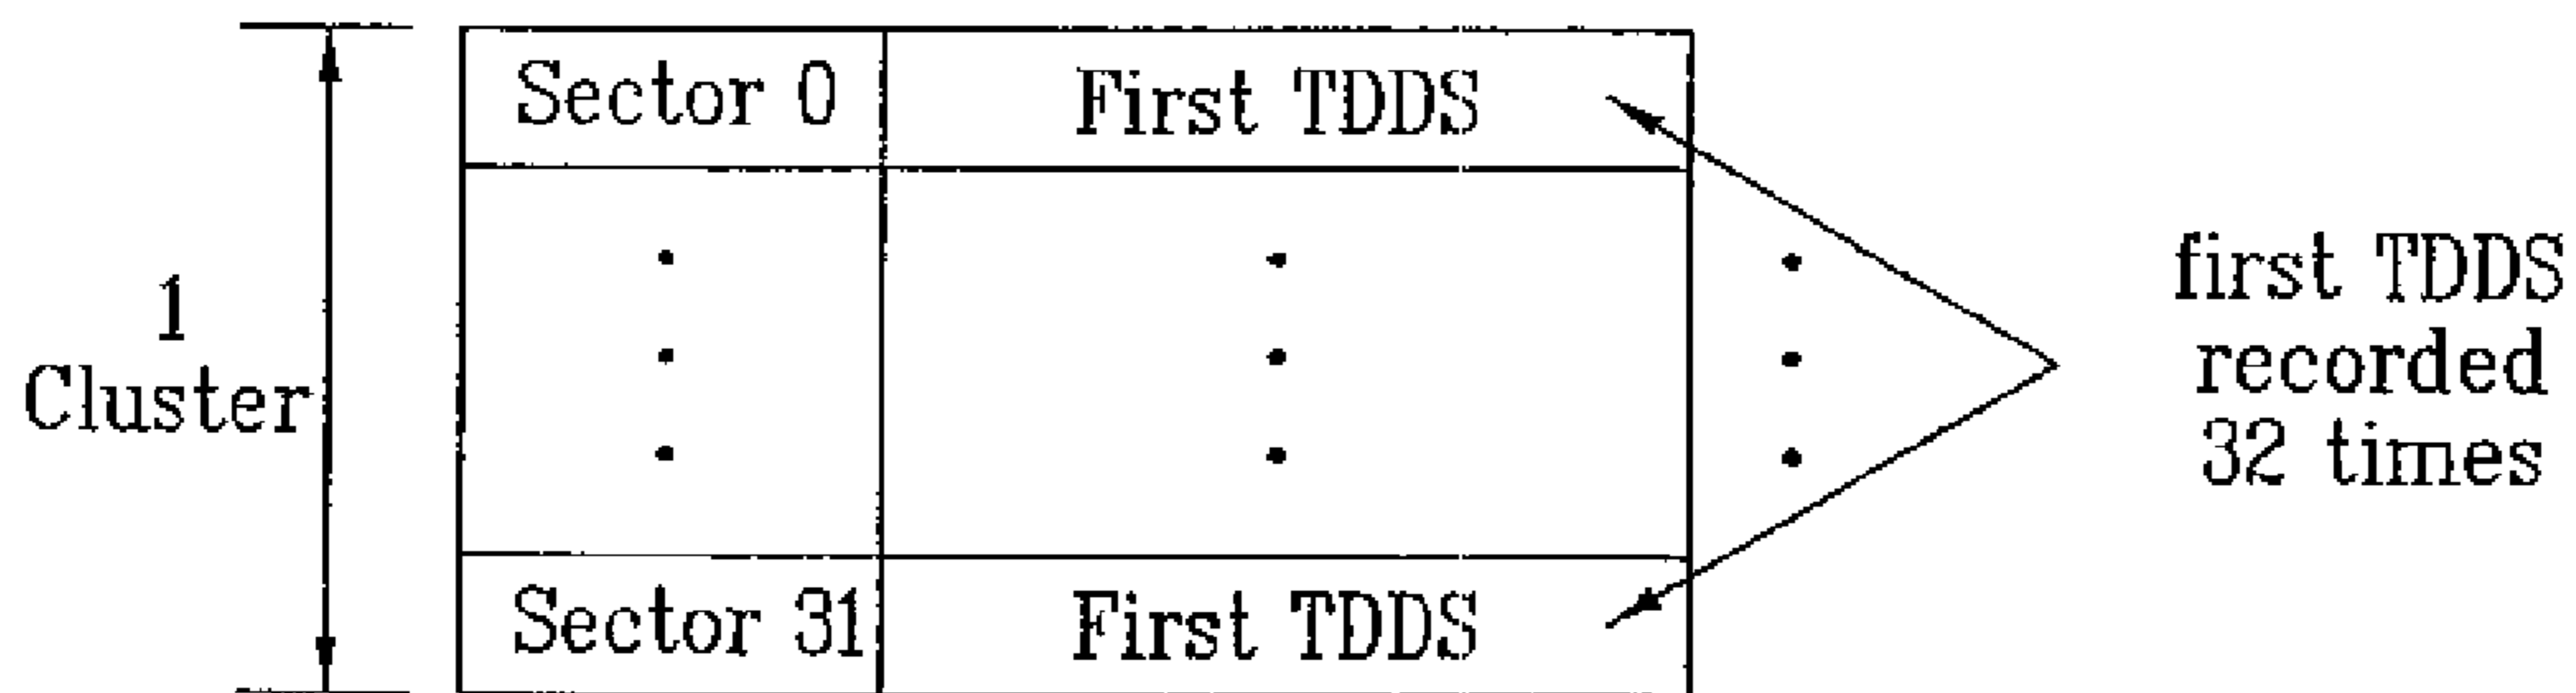 Sector 0
First TDDS
1
Cluster
first TDDS
recorded
32 times
Sector 31
First TDDS